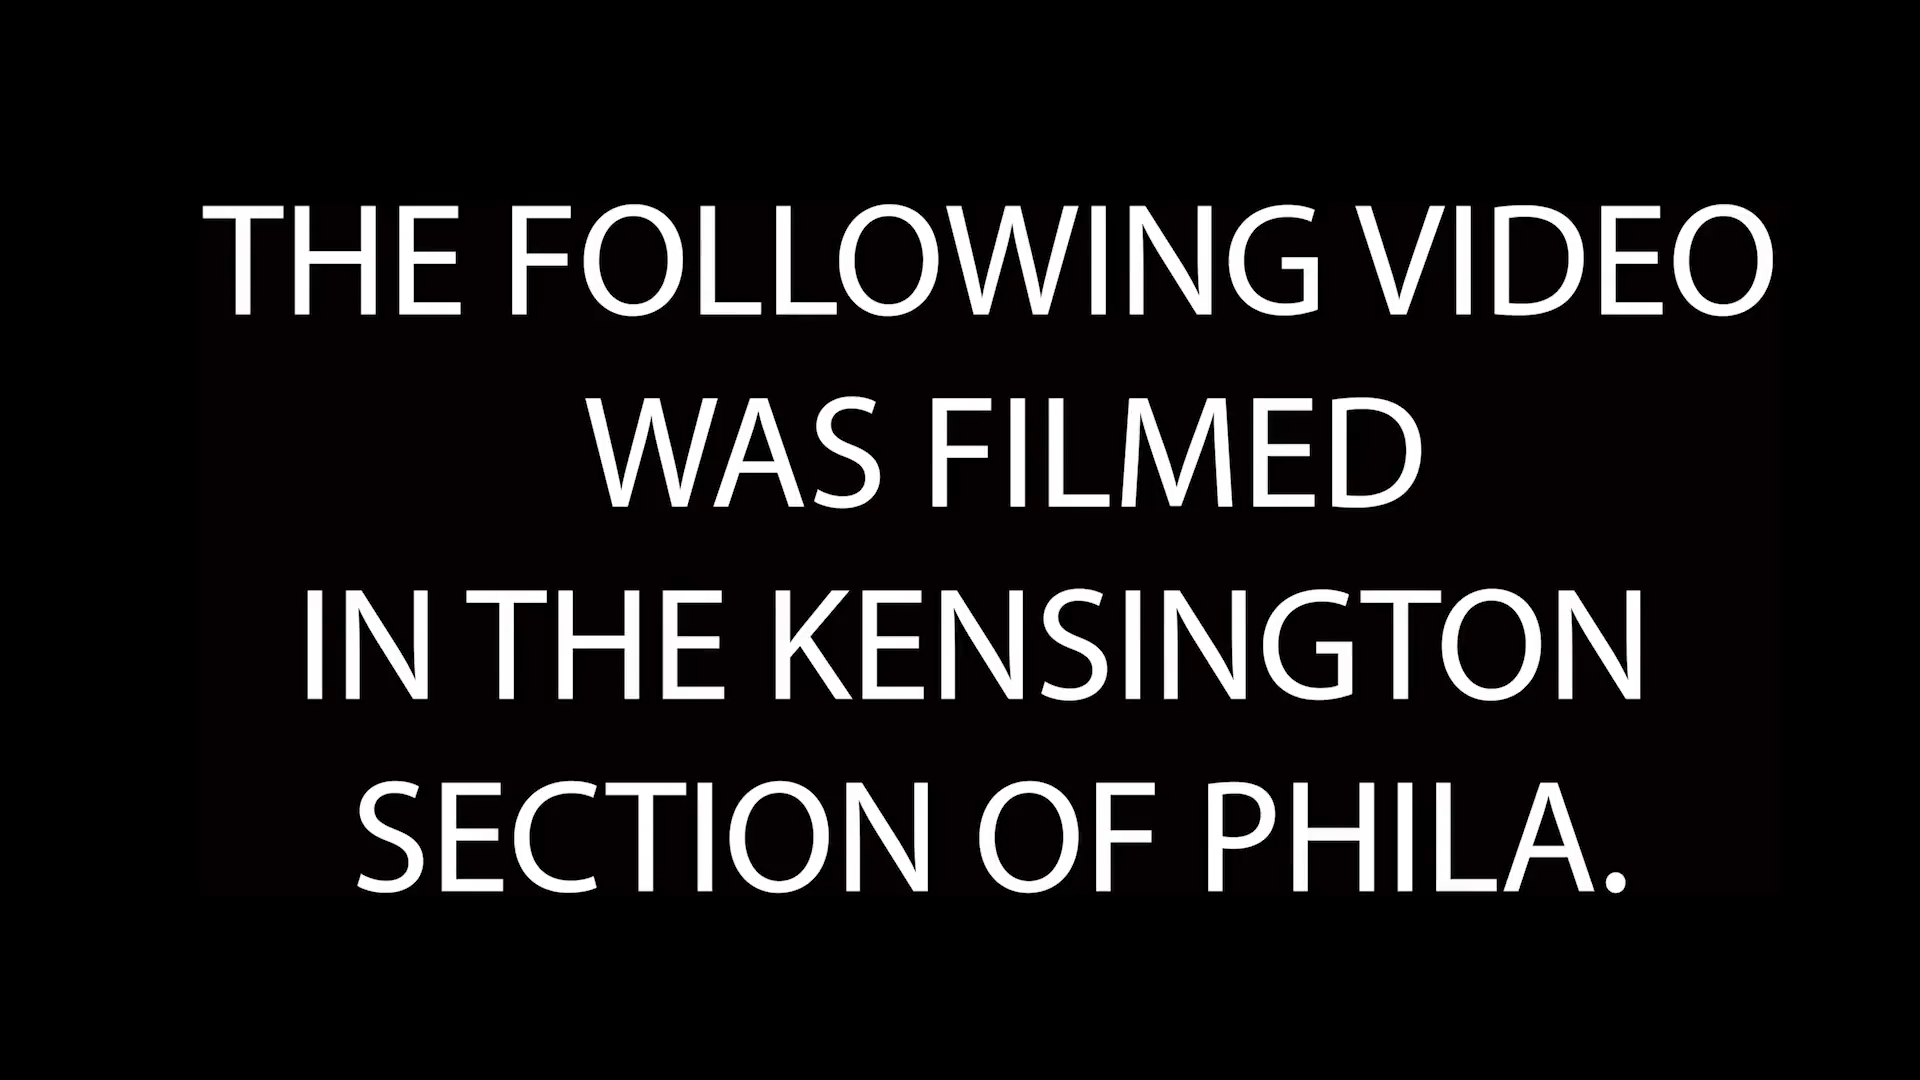 THE FOLLOWING VIDEO
WAS FILMED
IN THE KENSINGTON
SECTION OF PHILA.